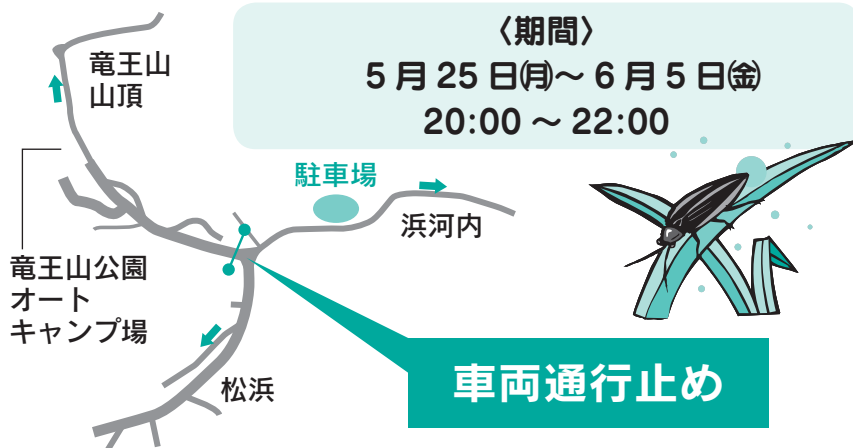 〈期間〉
5月25日㈪～6月5日㈮
20:00～22:00
竜王山
山頂
駐車場
浜河内
竜王山公園
オート
キャンプ場
松浜
車両通行止め